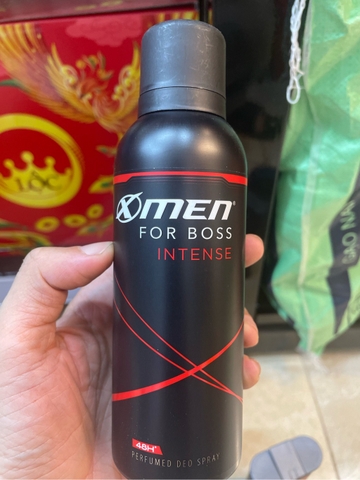 LỘC
XMEN®
FOR BOSS
INTENSE
48H*
PERFUMED DEO SPRAY